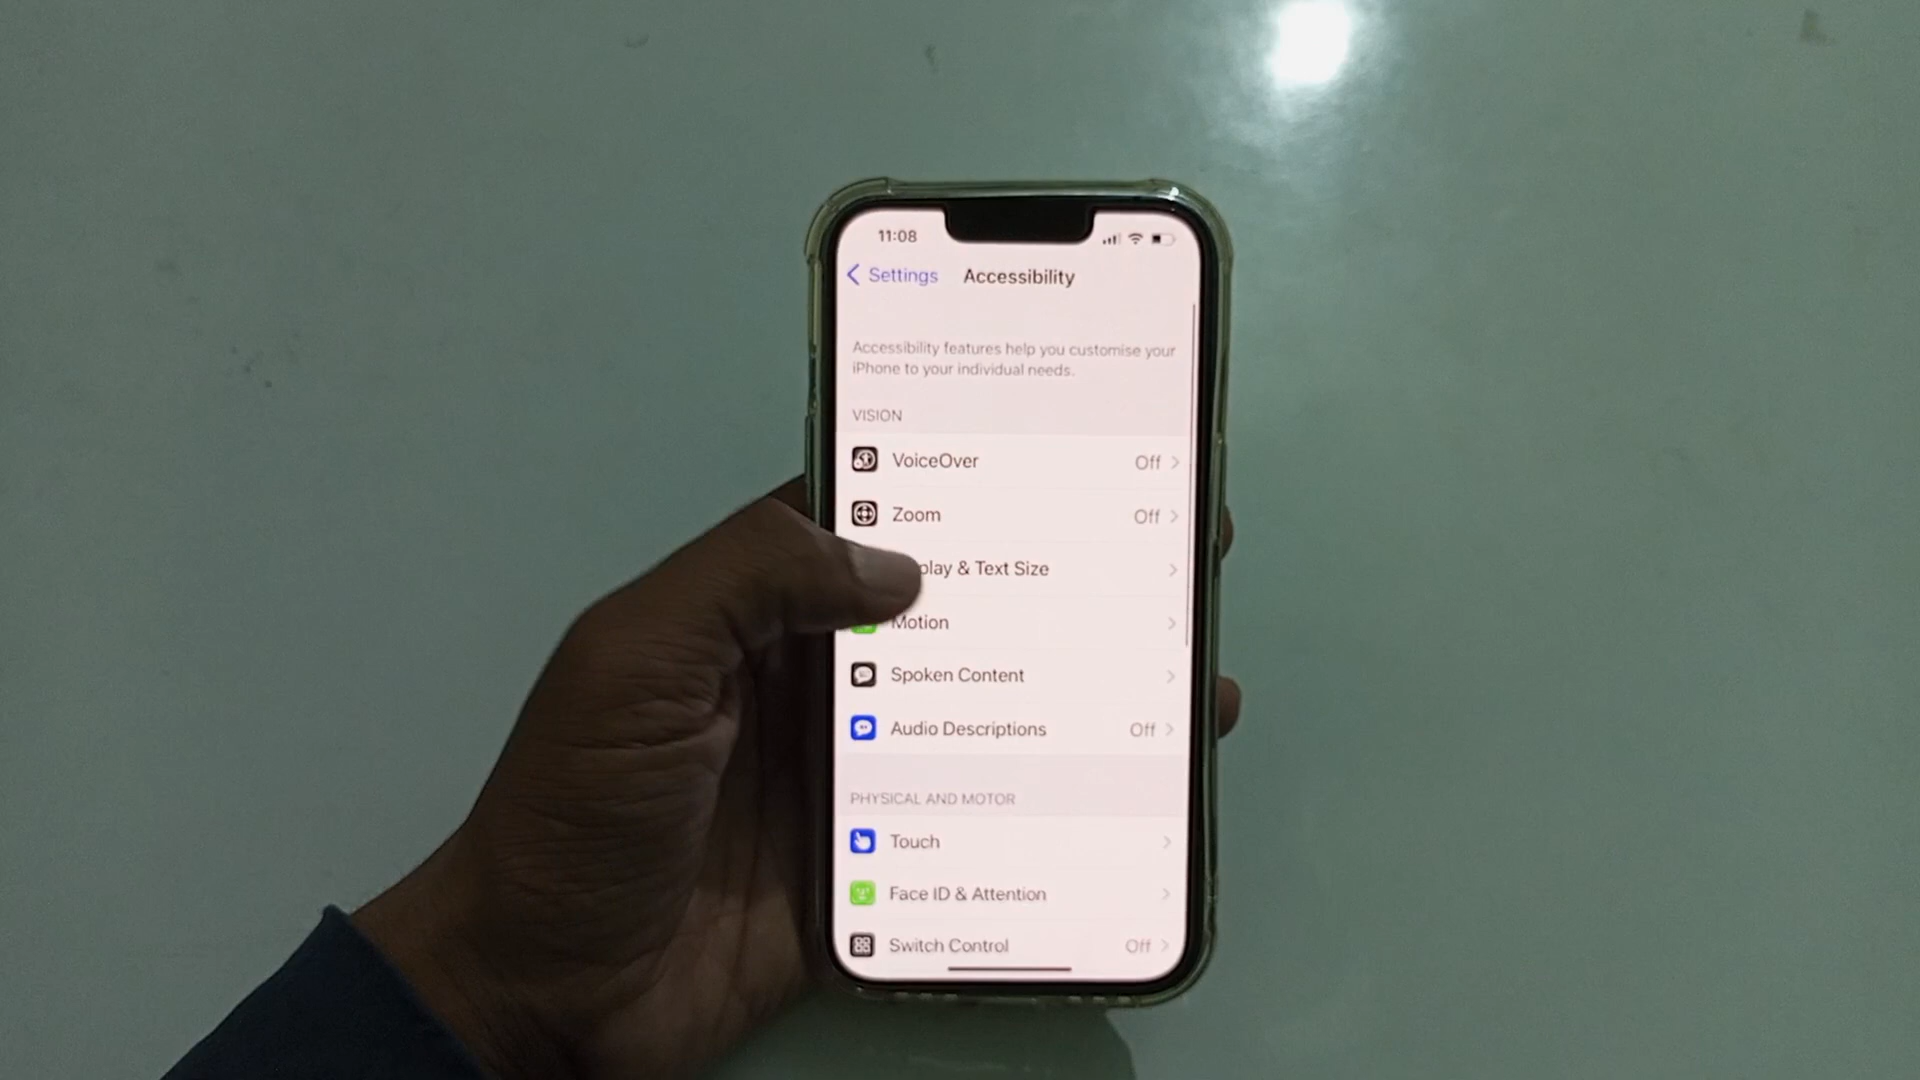 11:08
Settings Accessibility
Accessibility features help you customise your
iPhone to your individual needs.
VISION
VoiceOver Off
Zoom Off
play & Text Size
Motion
Spoken Content
Audio Descriptions Off
PHYSICAL AND MOTOR
Touch
Face ID & Attention
Switch Control Off